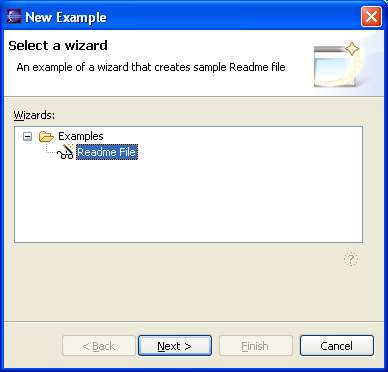 New Example
Select a wizard
An example of a wizard that creates sample Readme file
Wizards:
Examples
Readme File
?
< Back
Next >
Finish
Cancel